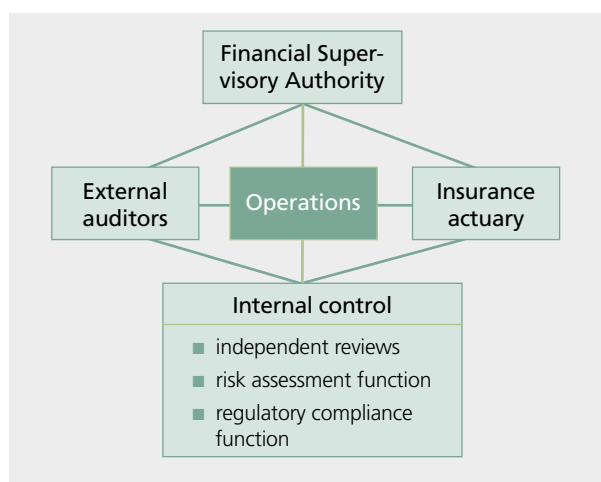 Financial Super-
visory Authority
External
auditors
Operations
Insurance
actuary
Internal control
■ independent reviews
■ risk assessment function
■ regulatory compliance
function